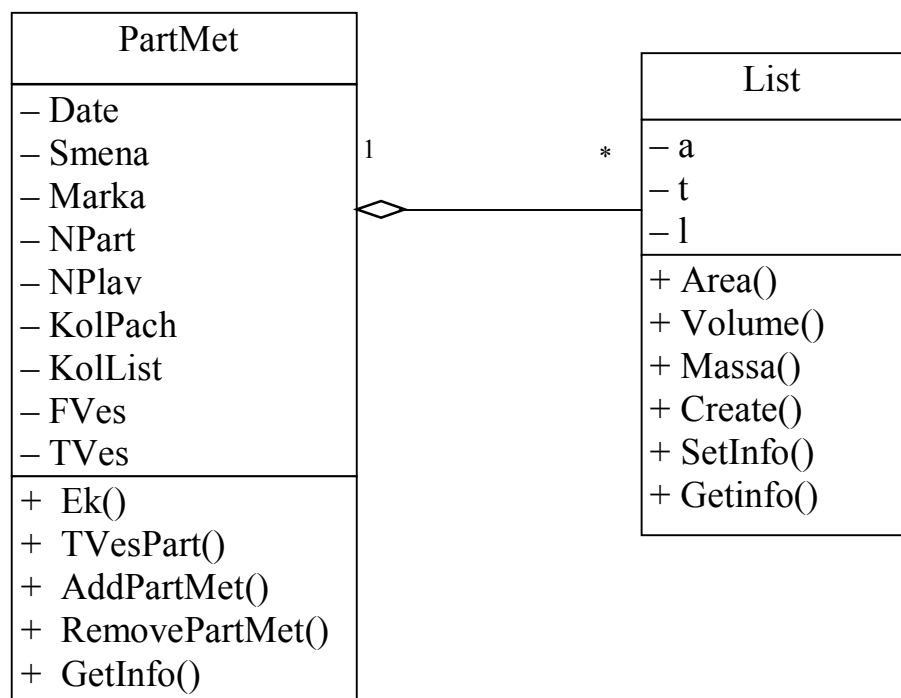 PartMet
– Date
– Smena
– Marka
– NPart
– NPlav
– KolPach
– KolList
– FVes
– TVes
+ Ek()
+ TVesPart()
+ AddPartMet()
+ RemovePartMet()
+ GetInfo()
1
*
List
– a
– t
– l
+ Area()
+ Volume()
+ Massa()
+ Create()
+ SetInfo()
+ Getinfo()